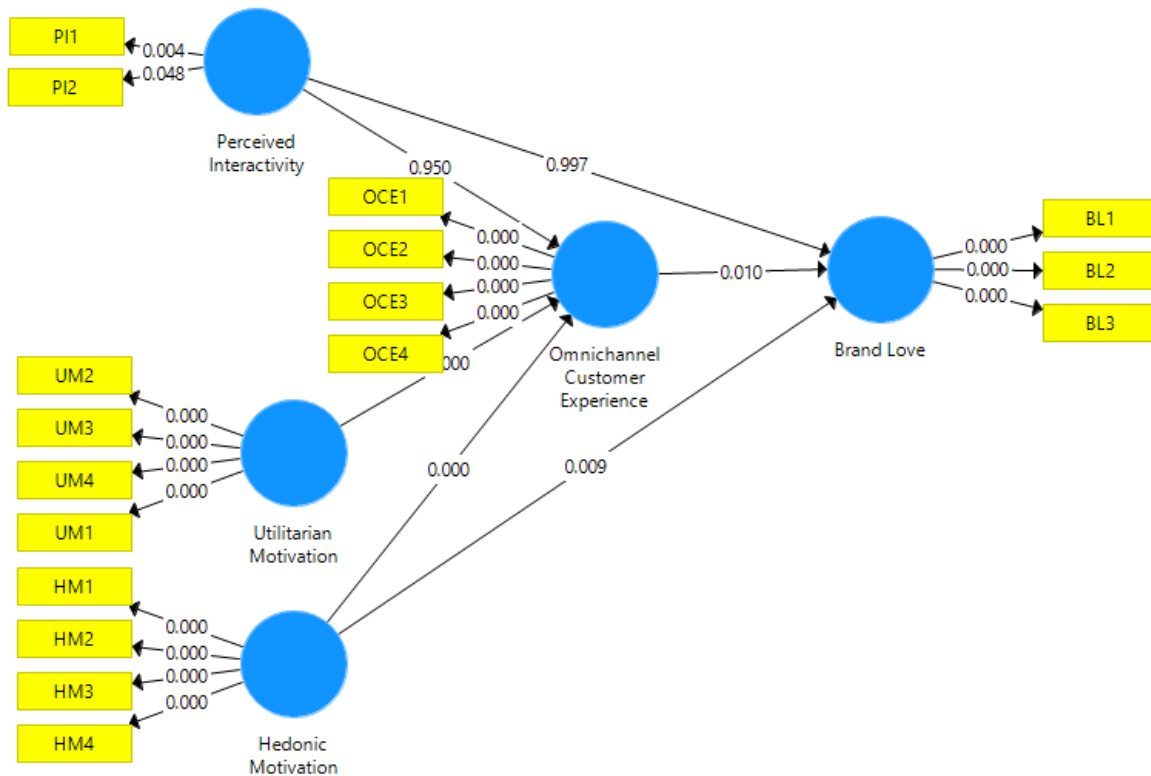 PI1
0.004
PI2
0.048
Perceived
Interactivity
0.950
0.997
OCE1
0.000
OCE2
0.000
OCE3
0.000
OCE4
0.000
Omnichannel
Customer
Experience
0.010
Brand Love
BL1
0.000
BL2
0.000
BL3
0.000
UM2
0.000
UM3
0.000
UM4
0.000
UM1
0.000
Utilitarian
Motivation
.000
HM1
0.000
HM2
0.000
HM3
0.000
HM4
0.000
Hedonic
Motivation
0.000
0.009